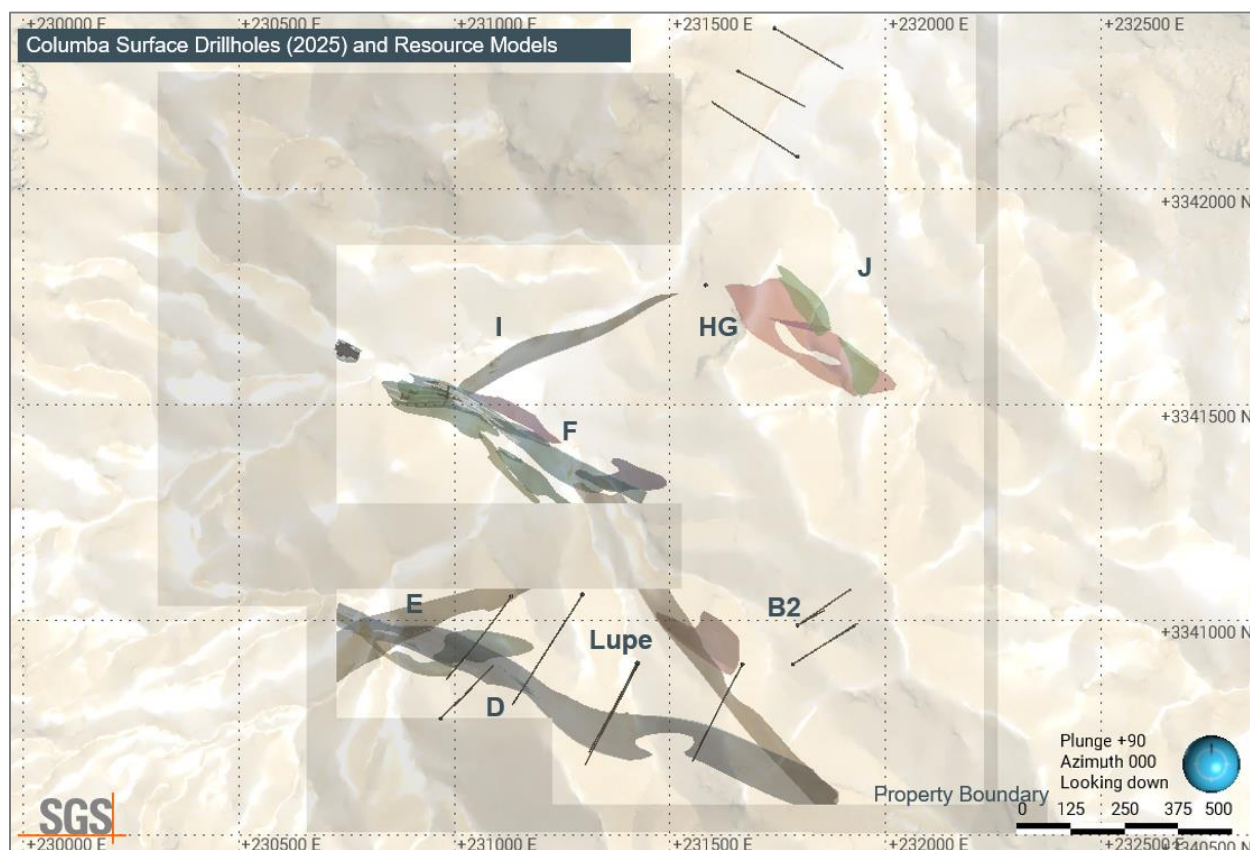 +230000 E +230500 E +231000 E +231500 E +232000 E +232500 E
Columba Surface Drillholes (2025) and Resource Models
+3342000 N
J
I
HG
+3341500 N
F
B2
E
+3341000 N
Lupe
D
Plunge +90
Azimuth 000
Looking down
Property Boundary
0 125 250 375 500
SGS
+230000 E +230500 E +231000 E +231500 E +232000 E +232500 E +3340500 N